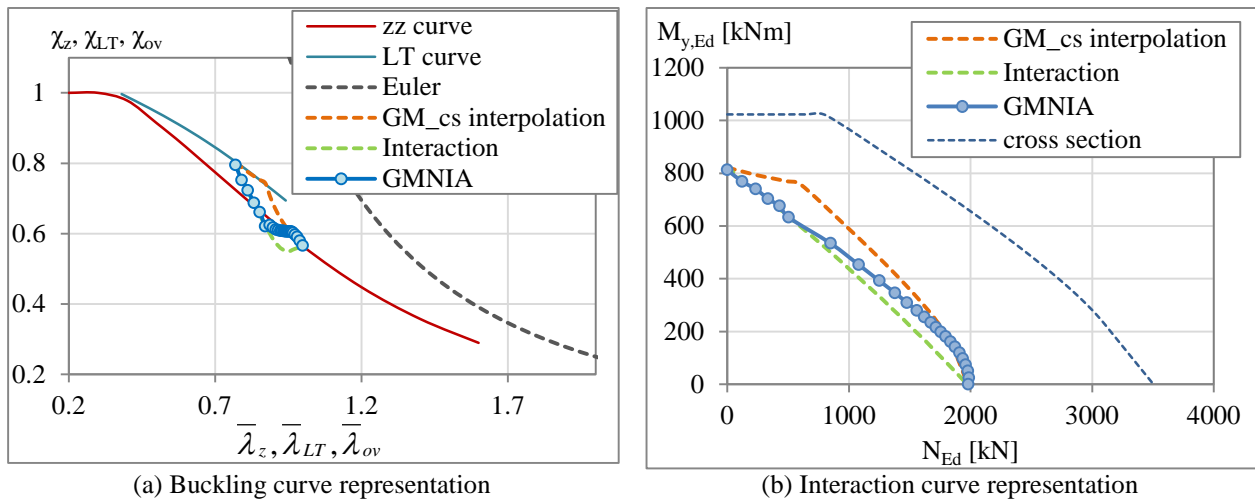 χz, χLT, χov
zz curve
LT curve
Euler
GM_cs interpolation
Interaction
GMNIA
1
0.8
0.6
0.4
0.2
0.2
0.7
1.2
1.7
λ̅z, λ̅LT, λ̅ov
(a) Buckling curve representation
My,Ed [kNm]
GM_cs interpolation
Interaction
GMNIA
cross section
1200
1000
800
600
400
200
0
0
1000
2000
3000
4000
NEd [kN]
(b) Interaction curve representation